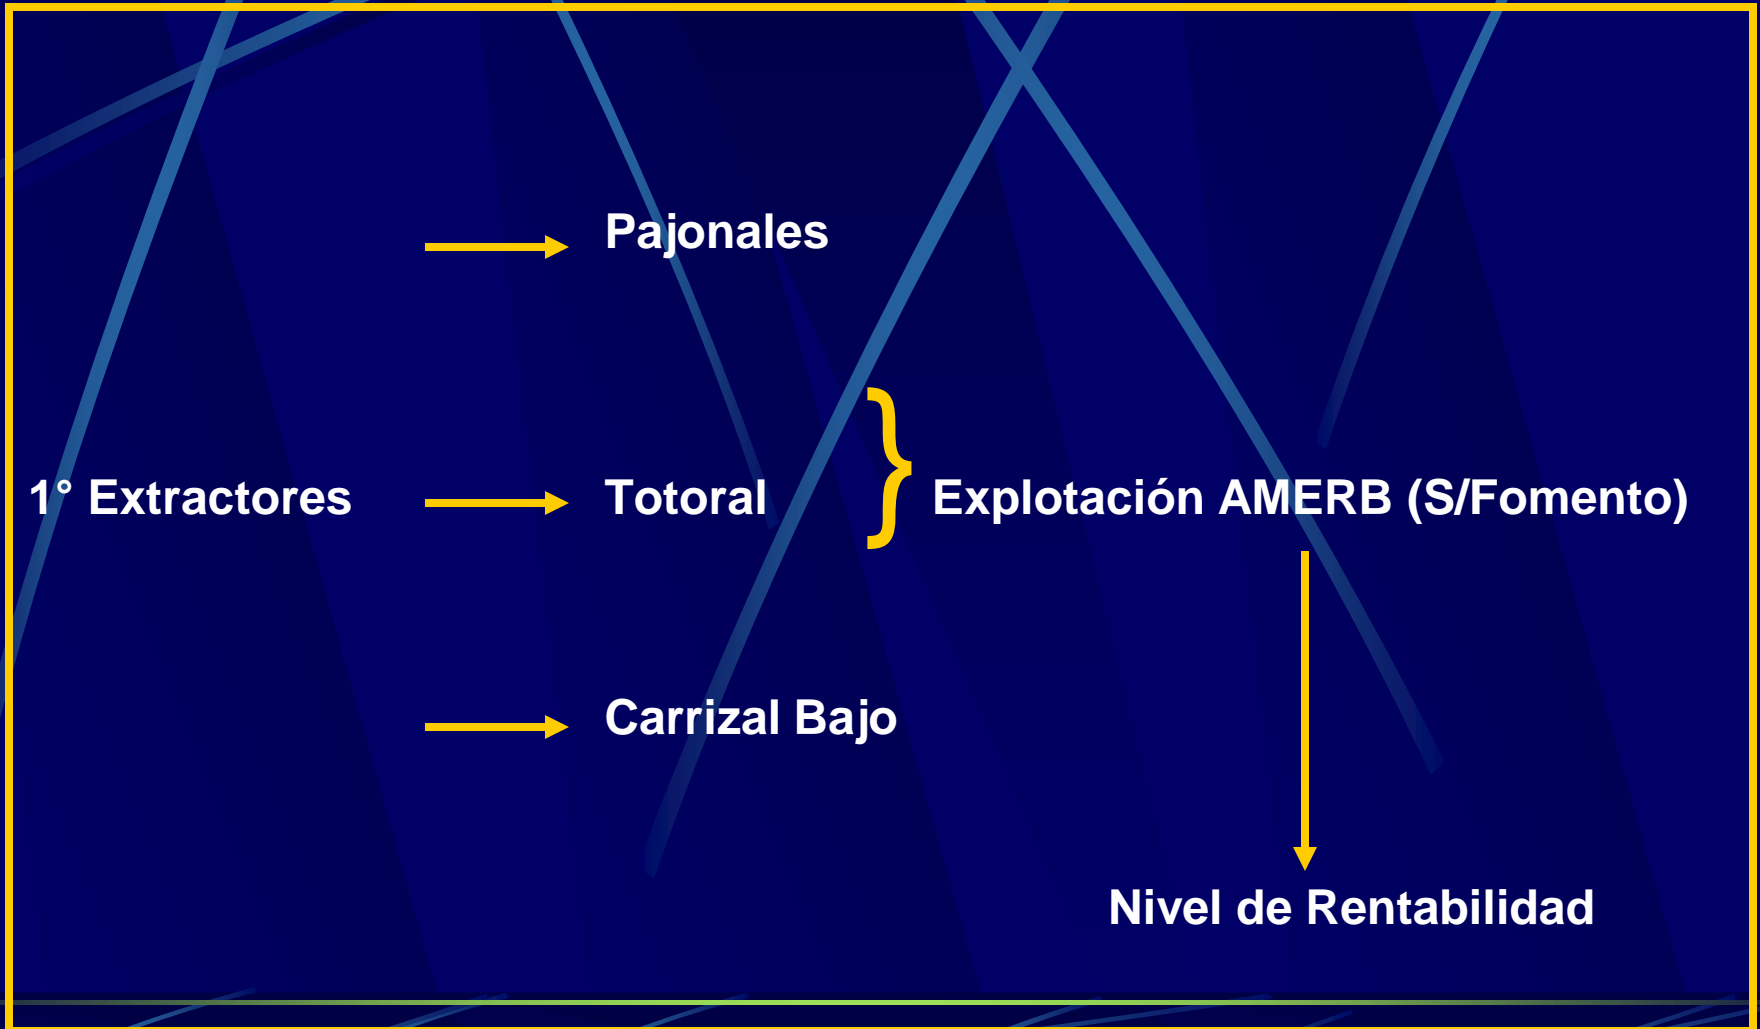 Pajonales
1° Extractores
Totoral
} Explotación AMERB (S/Fomento)
Carrizal Bajo
Nivel de Rentabilidad